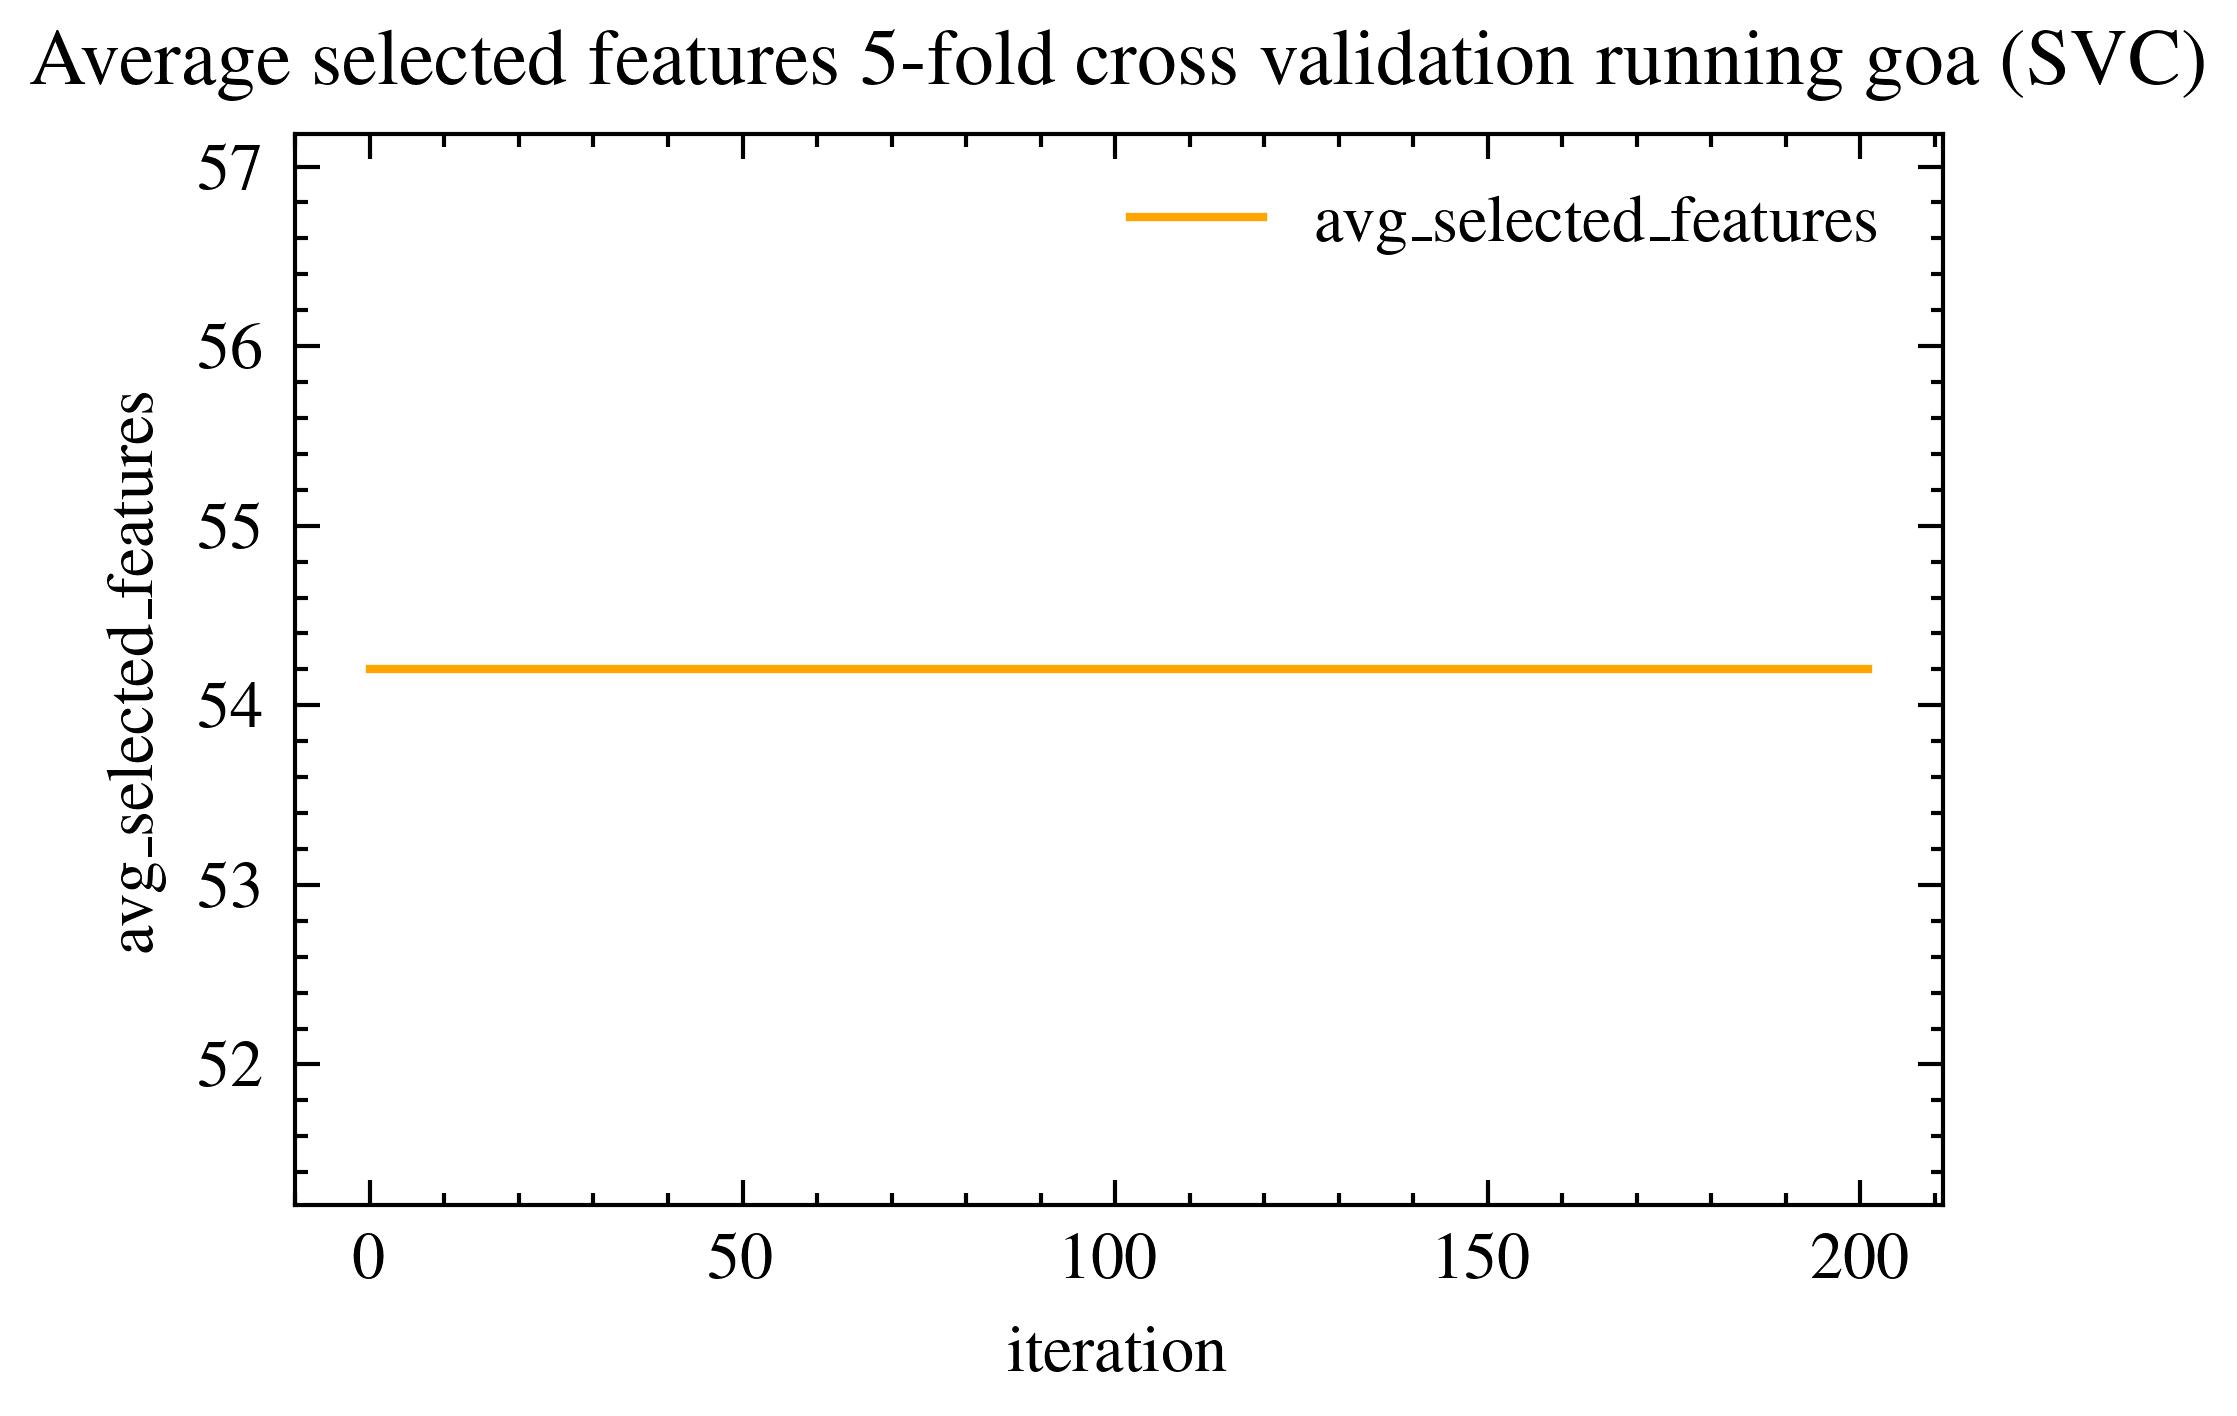 Average selected features 5-fold cross validation running goa (SVC)
57
56
55
54
53
52
avg_selected_features
avg_selected_features
0 50 100 150 200
iteration